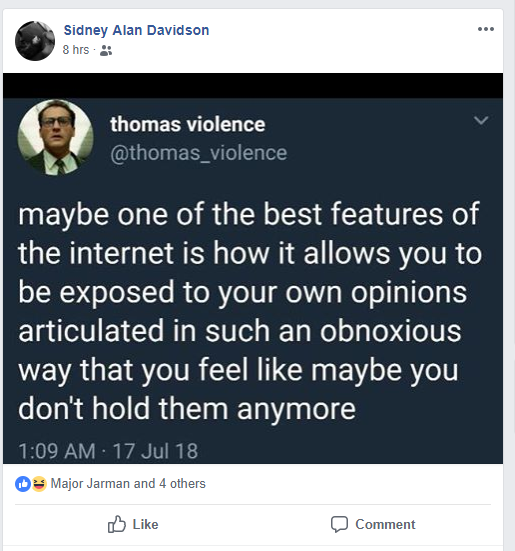 Sidney Alan Davidson
8 hrs ·
thomas violence
@thomas_violence
maybe one of the best features of
the internet is how it allows you to
be exposed to your own opinions
articulated in such an obnoxious
way that you feel like maybe you
don't hold them anymore
1:09 AM · 17 Jul 18
Major Jarman and 4 others
Like
Comment